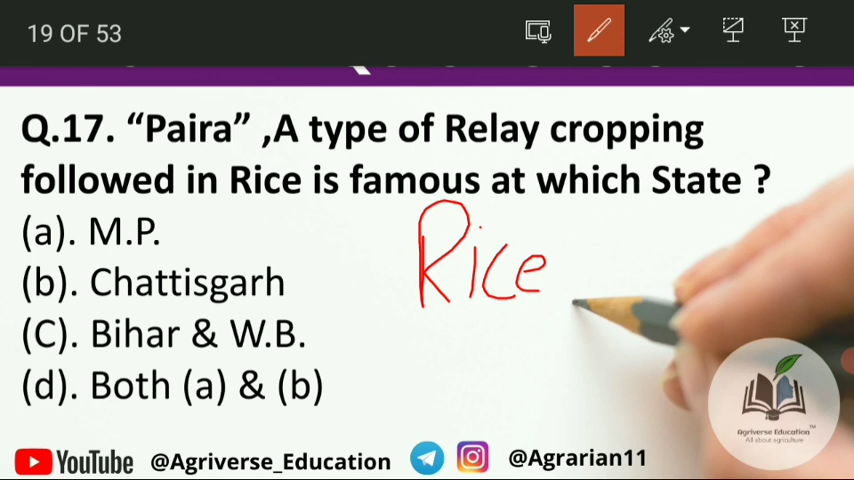 19 OF 53
Q.17. “Paira” ,A type of Relay cropping
followed in Rice is famous at which State ?
(a). M.P.
Rice
(b). Chattisgarh
(C). Bihar & W.B.
(d). Both (a) & (b)
Agriverse Education™
All about agriculture
YouTube @Agriverse_Education @Agrarian11